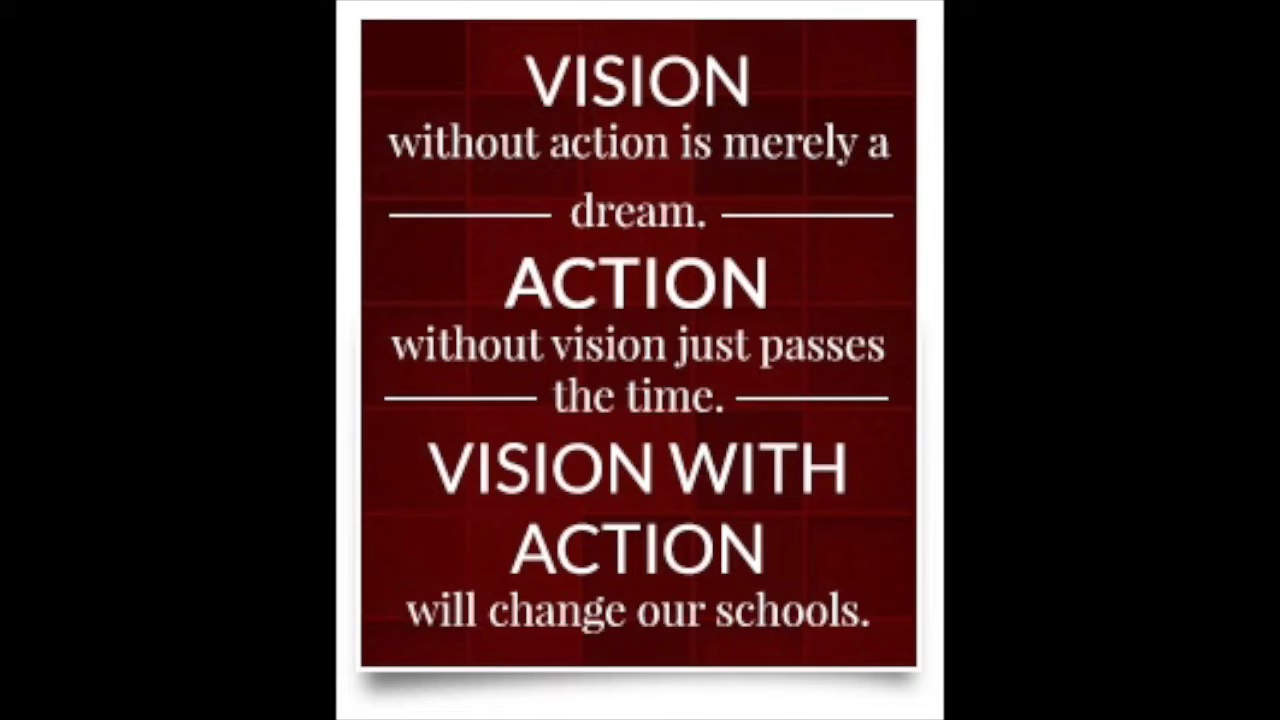 VISION
without action is merely a
dream.
ACTION
without vision just passes
the time.
VISION WITH
ACTION
will change our schools.